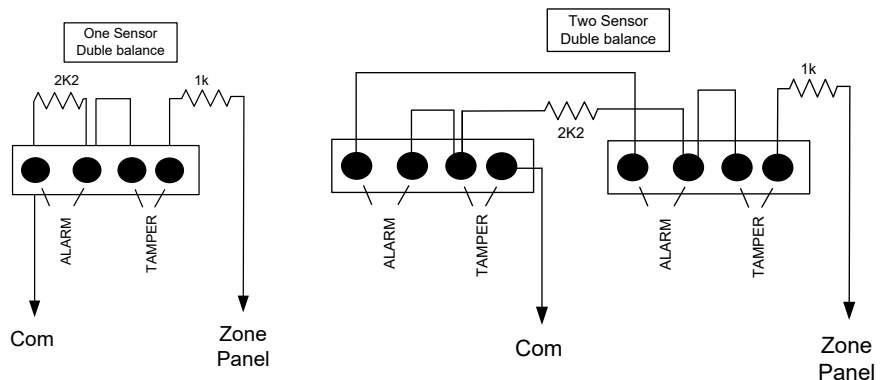 One Sensor
Duble balance
2K2
1k
ALARM
TAMPER
Com
Zone
Panel
Two Sensor
Duble balance
2K2
1k
ALARM
TAMPER
ALARM
TAMPER
Com
Zone
Panel